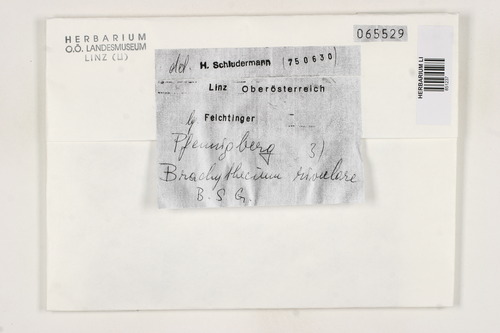 HERBARIUM
O.Ö. LANDESMUSEUM
LINZ (LI)
065529
HERBARIUM LI
det. H. Schludermann (750630)
Linz Oberösterreich
lg Feichtinger
Pfennigberg 3)
Brachythecium rivulare
B. S. G.